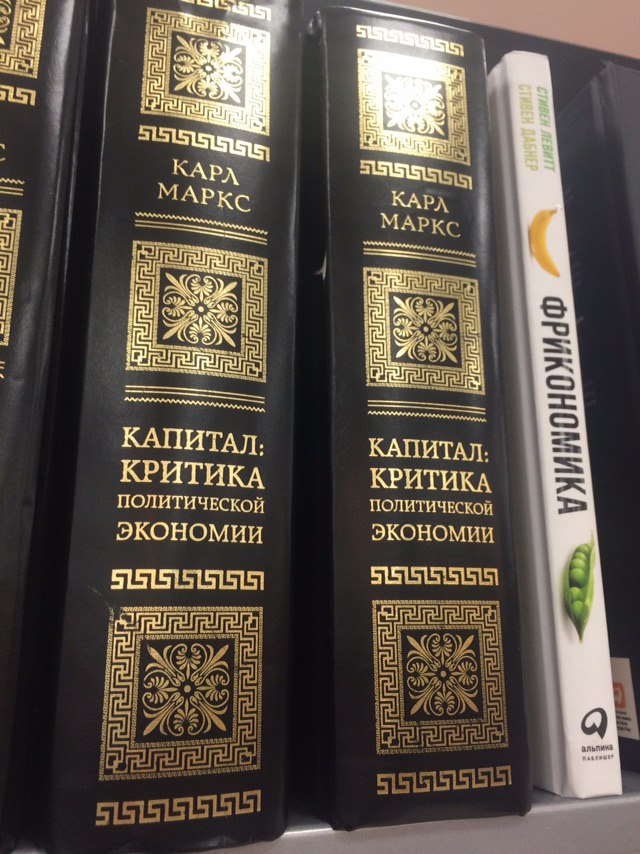 КАРЛ
МАРКС
КАПИТАЛ:
КРИТИКА
ПОЛИТИЧЕСКОЙ
ЭКОНОМИИ
КАРЛ
МАРКС
КАПИТАЛ:
КРИТИКА
ПОЛИТИЧЕСКОЙ
ЭКОНОМИИ
СТИВЕН ЛЕВИТТ
СТИВЕН ДАБНЕР
ФРИКОНОМИКА
альпина
ПАБЛИШЕР